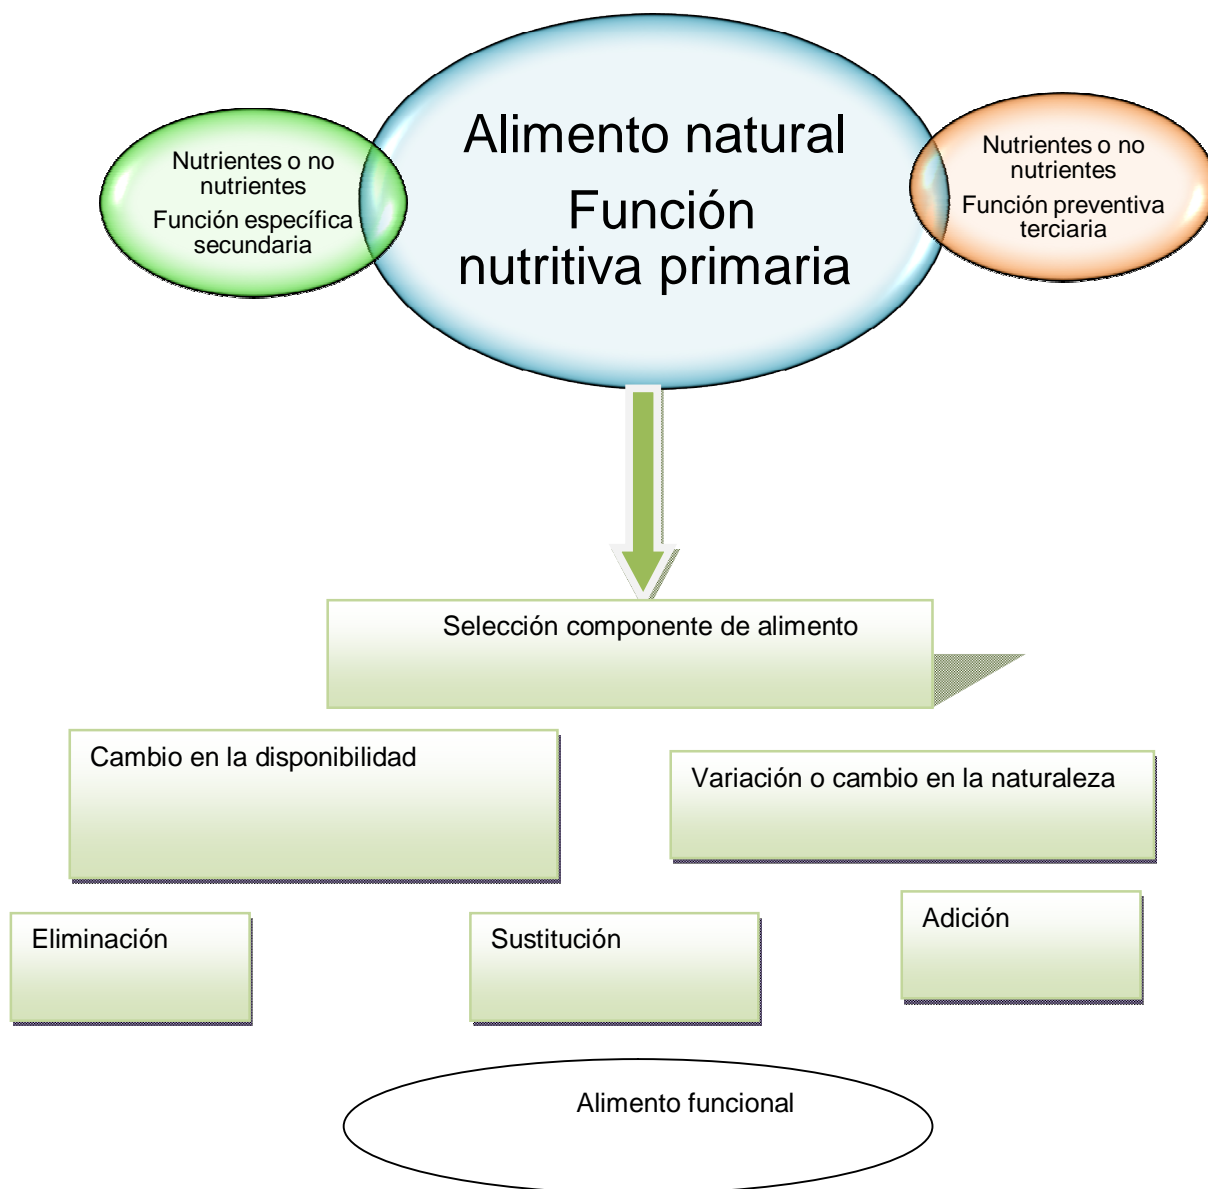 Alimento natural
Función
nutritiva primaria
Nutrientes o no
nutrientes
Función específica
secundaria
Nutrientes o no
nutrientes
Función preventiva
terciaria
Selección componente de alimento
Cambio en la disponibilidad
Variación o cambio en la naturaleza
Eliminación
Sustitución
Adición
Alimento funcional